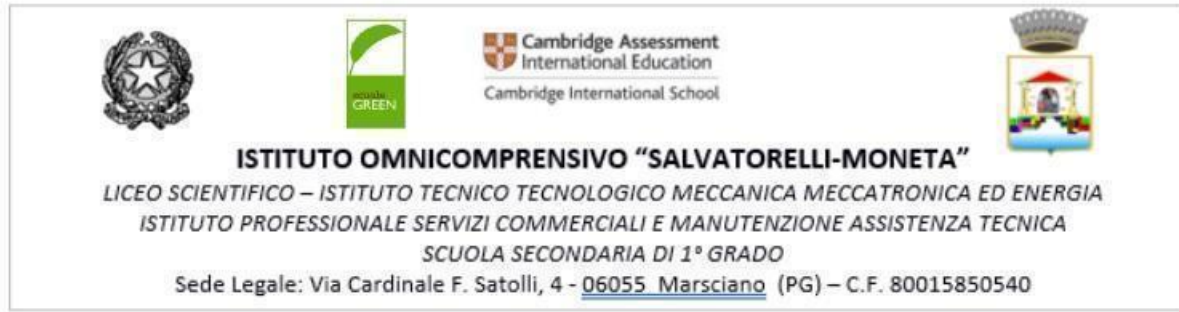 scuola
GREEN
Cambridge Assessment
International Education
Cambridge International School
ISTITUTO OMNICOMPRENSIVO “SALVATORELLI-MONETA”
LICEO SCIENTIFICO – ISTITUTO TECNICO TECNOLOGICO MECCANICA MECCATRONICA ED ENERGIA
ISTITUTO PROFESSIONALE SERVIZI COMMERCIALI E MANUTENZIONE ASSISTENZA TECNICA
SCUOLA SECONDARIA DI 1° GRADO
Sede Legale: Via Cardinale F. Satolli, 4 - 06055 Marsciano (PG) – C.F. 80015850540